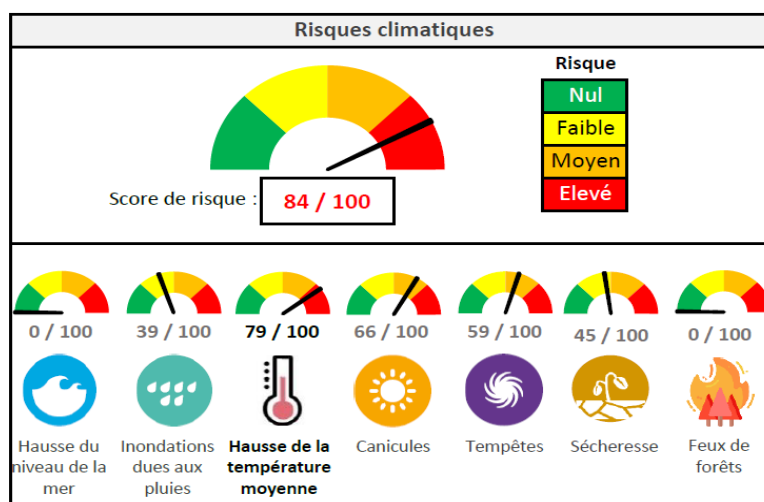 Risques climatiques
Risque
Nul
Faible
Moyen
Elevé
Score de risque : 84 / 100
0 / 100
39 / 100
79 / 100
66 / 100
59 / 100
45 / 100
0 / 100
Hausse du
niveau de la
mer
Inondations
dues aux
pluies
Hausse de la
température
moyenne
Canicules
Tempêtes
Sécheresse
Feux de
forêts